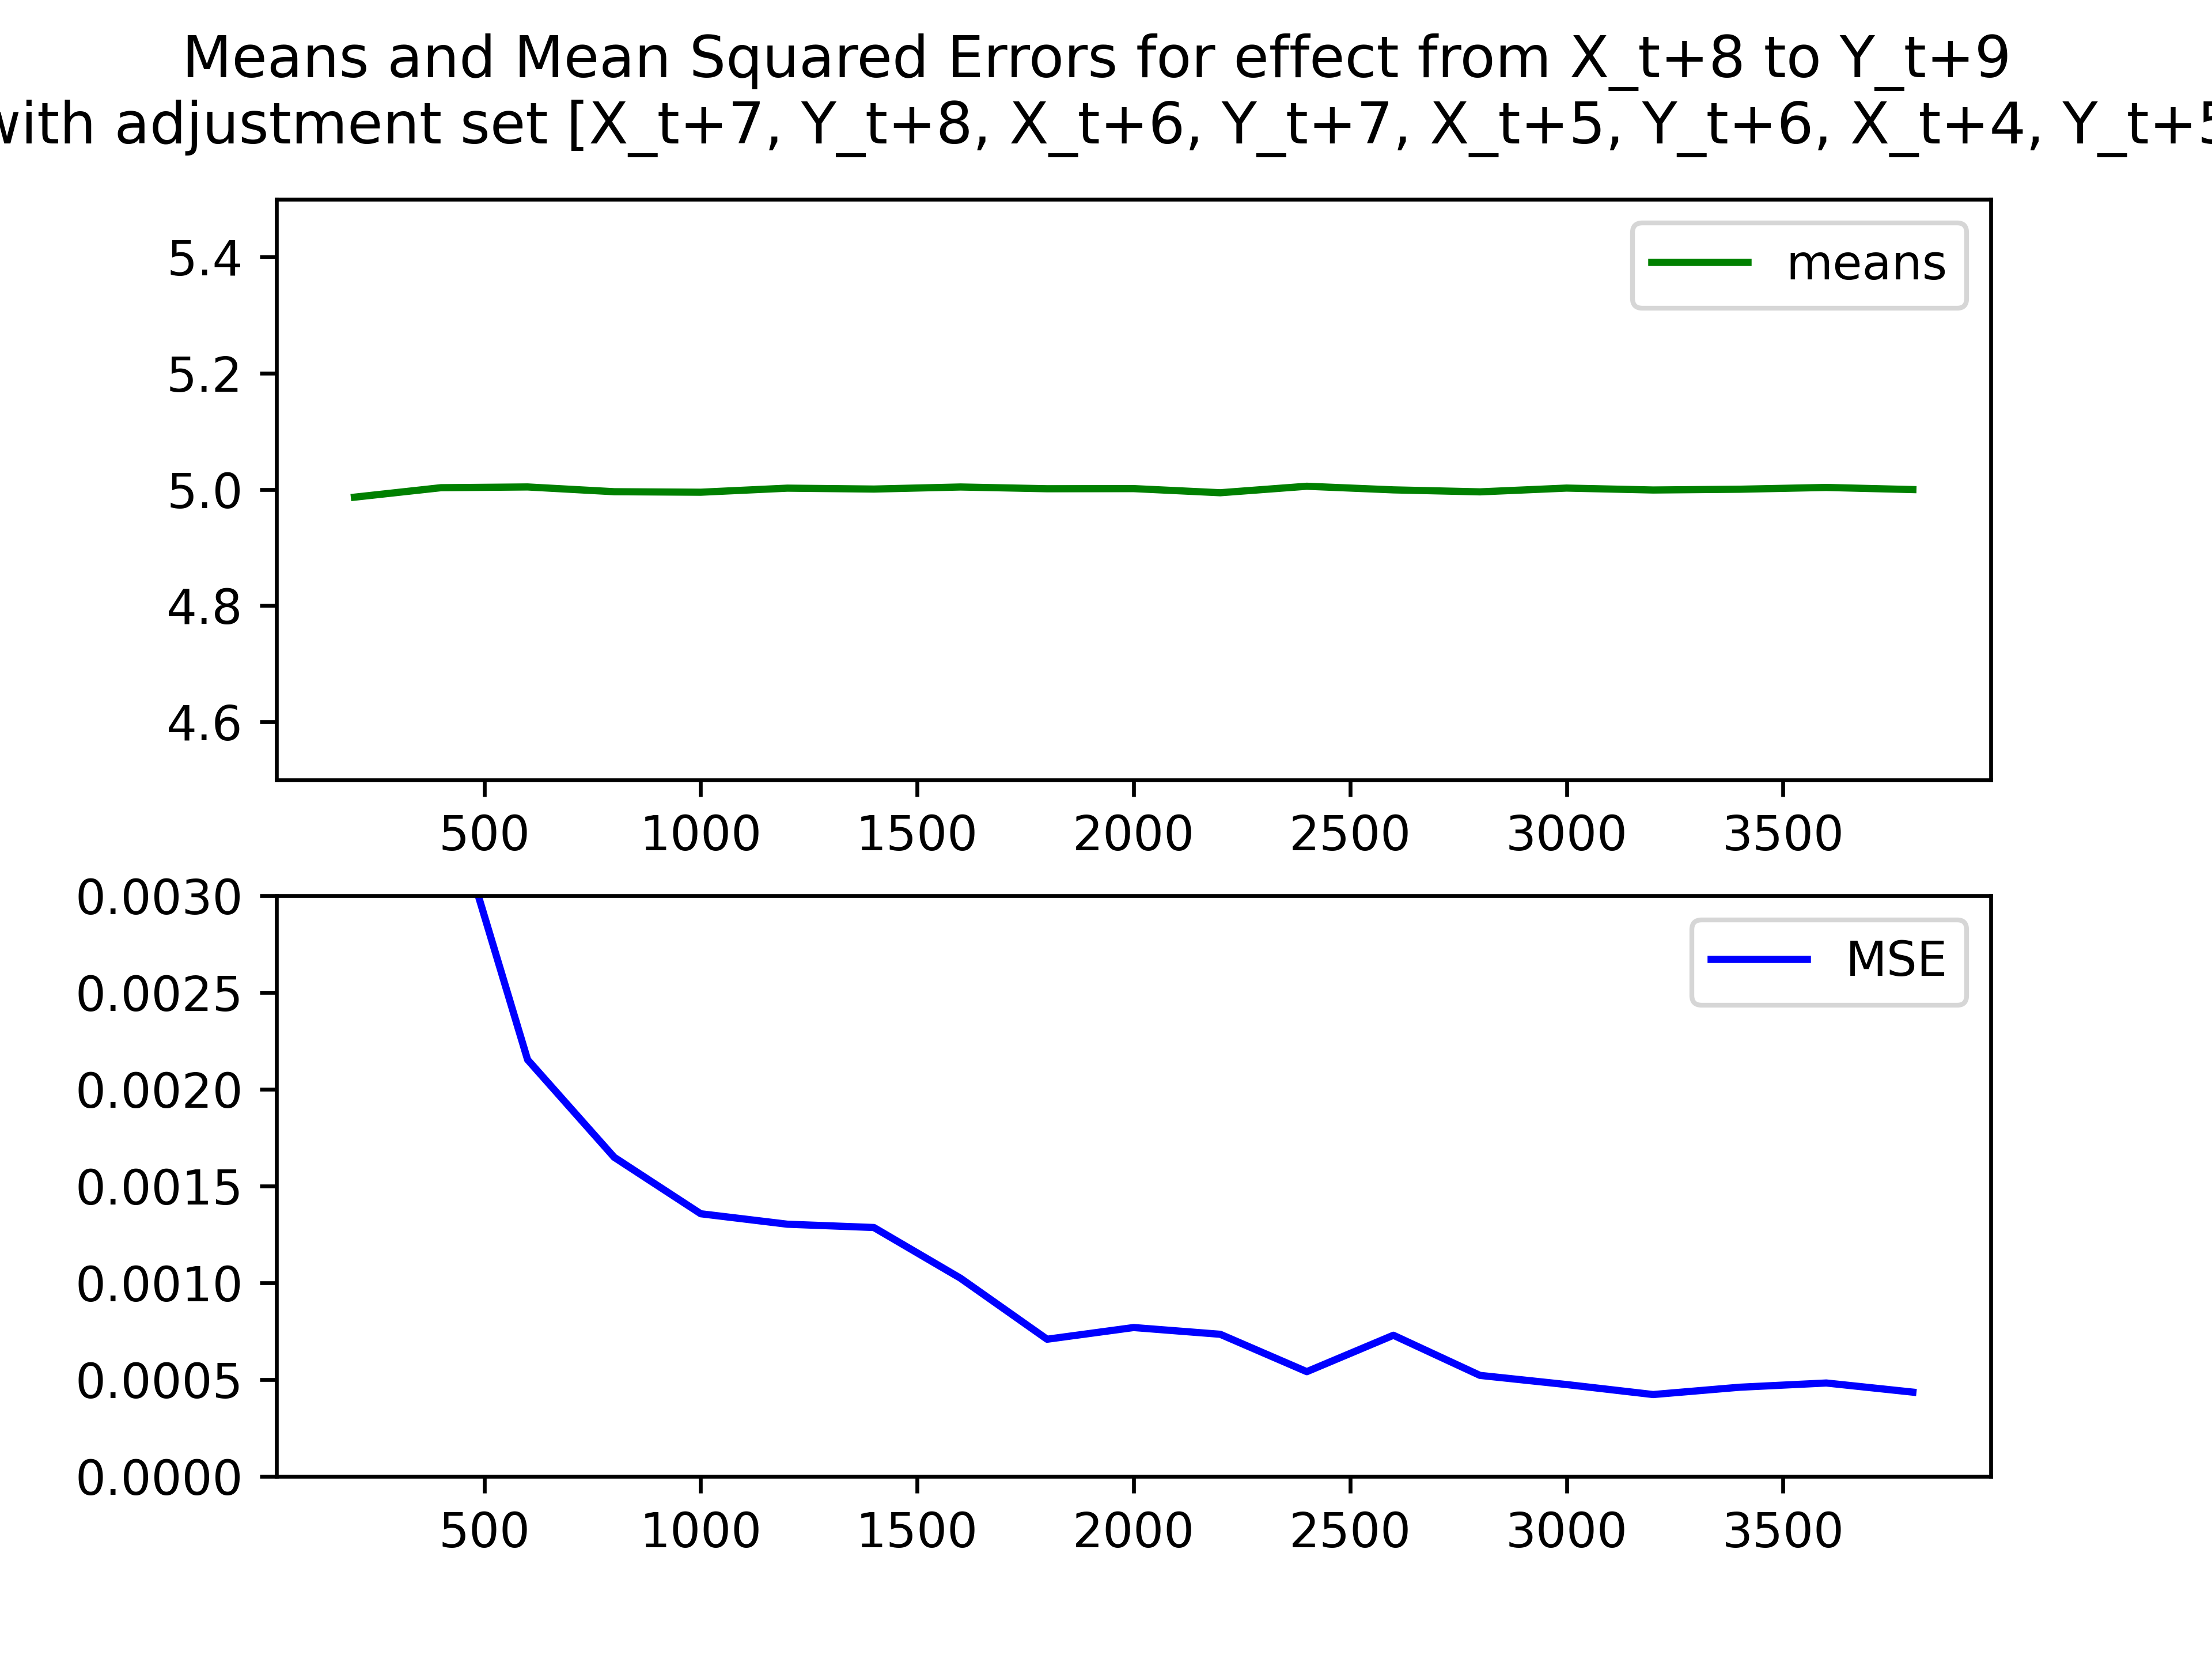 Means and Mean Squared Errors for effect from X_t+8 to Y_t+9
with adjustment set [X_t+7, Y_t+8, X_t+6, Y_t+7, X_t+5, Y_t+6, X_t+4, Y_t+5
means
5.4
5.2
5.0
4.8
4.6
500 1000 1500 2000 2500 3000 3500
MSE
0.0030
0.0025
0.0020
0.0015
0.0010
0.0005
0.0000
500 1000 1500 2000 2500 3000 3500